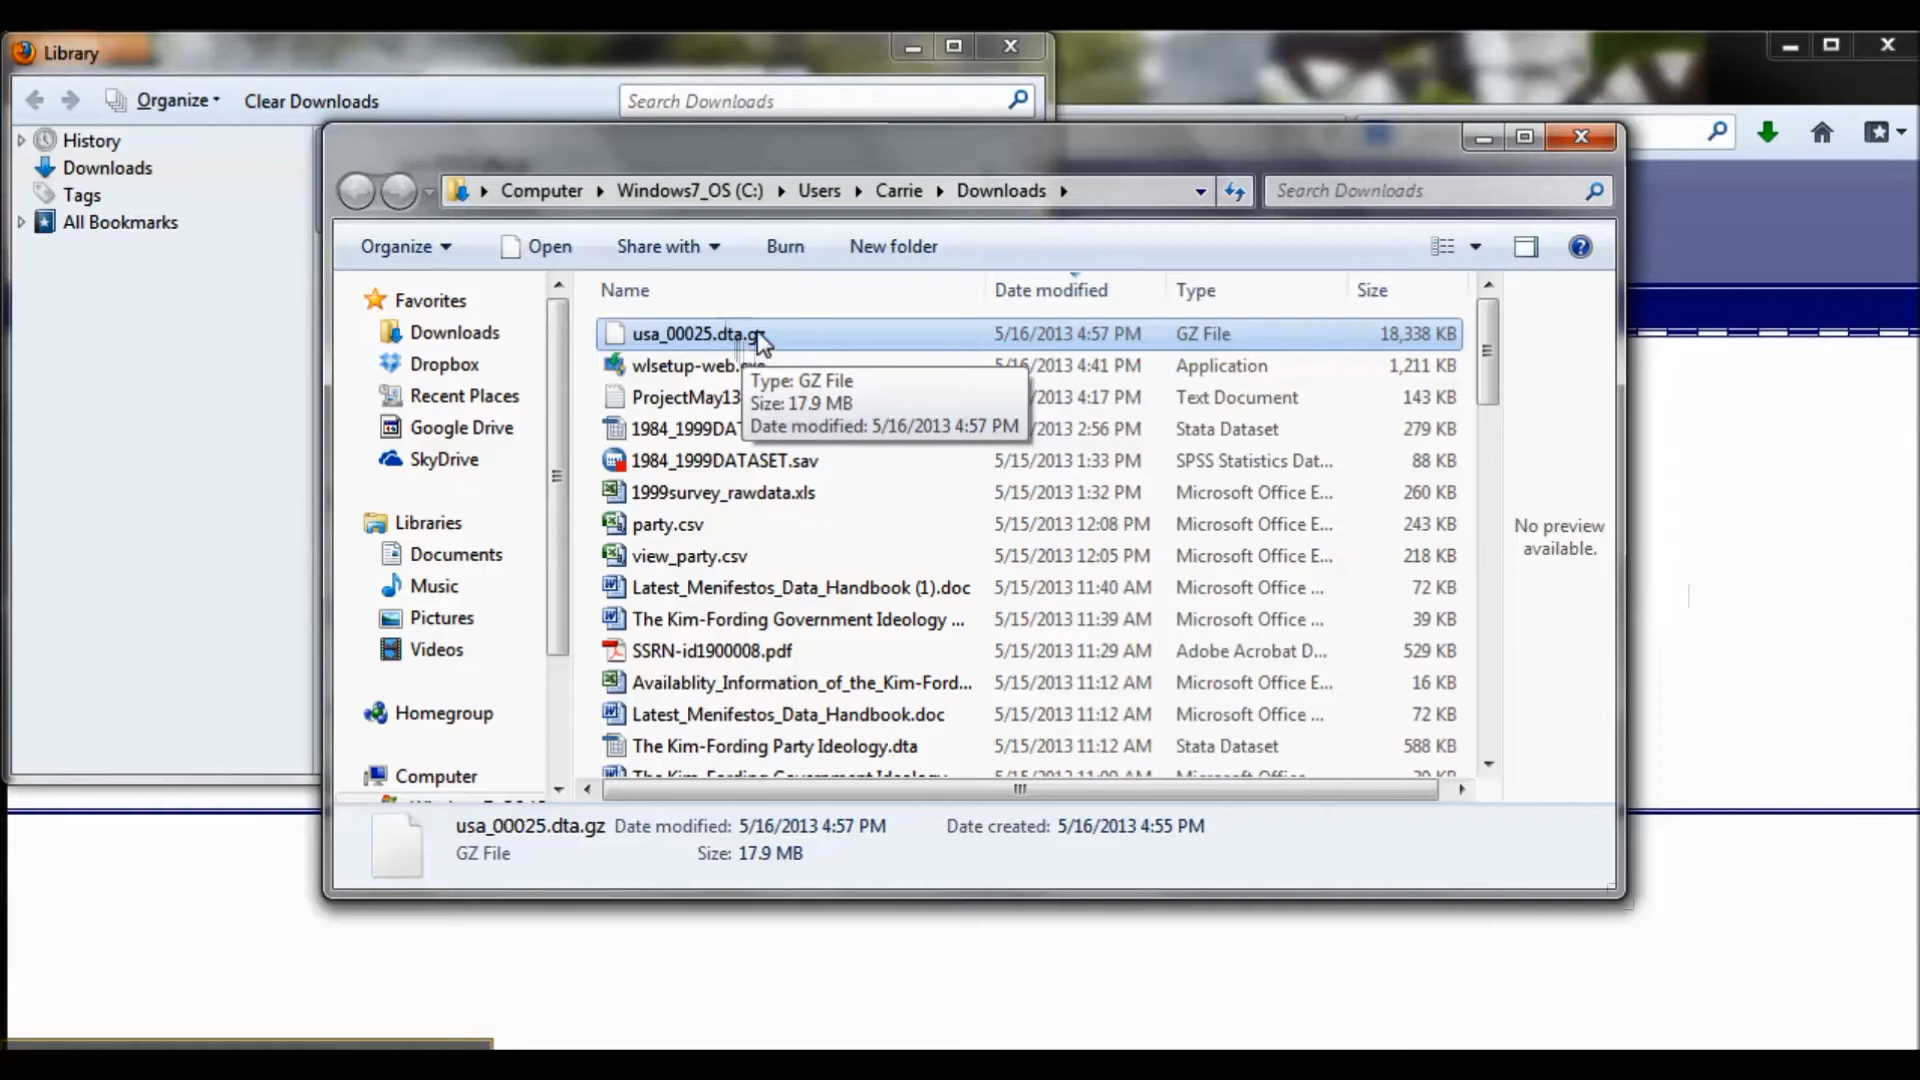 Library
Organize
Clear Downloads
Search Downloads
History
Downloads
Tags
All Bookmarks
Computer
Windows7_OS (C:)
Users
Carrie
Downloads
Search Downloads
Organize
Open
Share with
Burn
New folder
Favorites
Downloads
Dropbox
Recent Places
Google Drive
SkyDrive
Libraries
Documents
Music
Pictures
Videos
Homegroup
Computer
Name Date modified Type Size
usa_00025.dta.gz 5/16/2013 4:57 PM GZ File 18,338 KB
wlsetup-web.exe 5/16/2013 4:41 PM Application 1,211 KB
ProjectMay13 4:17 PM Text Document 143 KB
1984_1999DAT 2:56 PM Stata Dataset 279 KB
1984_1999DATASET.sav 5/15/2013 1:33 PM SPSS Statistics Dat... 88 KB
1999survey_rawdata.xls 5/15/2013 1:32 PM Microsoft Office E... 260 KB
party.csv 5/15/2013 12:08 PM Microsoft Office E... 243 KB
view_party.csv 5/15/2013 12:05 PM Microsoft Office E... 218 KB
Latest_Menifestos_Data_Handbook (1).doc 5/15/2013 11:40 AM Microsoft Office ... 72 KB
The Kim-Fording Government Ideology ... 5/15/2013 11:39 AM Microsoft Office ... 39 KB
SSRN-id1900008.pdf 5/15/2013 11:29 AM Adobe Acrobat D... 529 KB
Availablity_Information_of_the_Kim-Ford... 5/15/2013 11:12 AM Microsoft Office E... 16 KB
Latest_Menifestos_Data_Handbook.doc 5/15/2013 11:12 AM Microsoft Office ... 72 KB
The Kim-Fording Party Ideology.dta 5/15/2013 11:12 AM Stata Dataset 588 KB
Type: GZ File
Size: 17.9 MB
Date modified: 5/16/2013 4:57 PM
No preview
available.
usa_00025.dta.gz Date modified: 5/16/2013 4:57 PM Date created: 5/16/2013 4:55 PM
GZ File Size: 17.9 MB